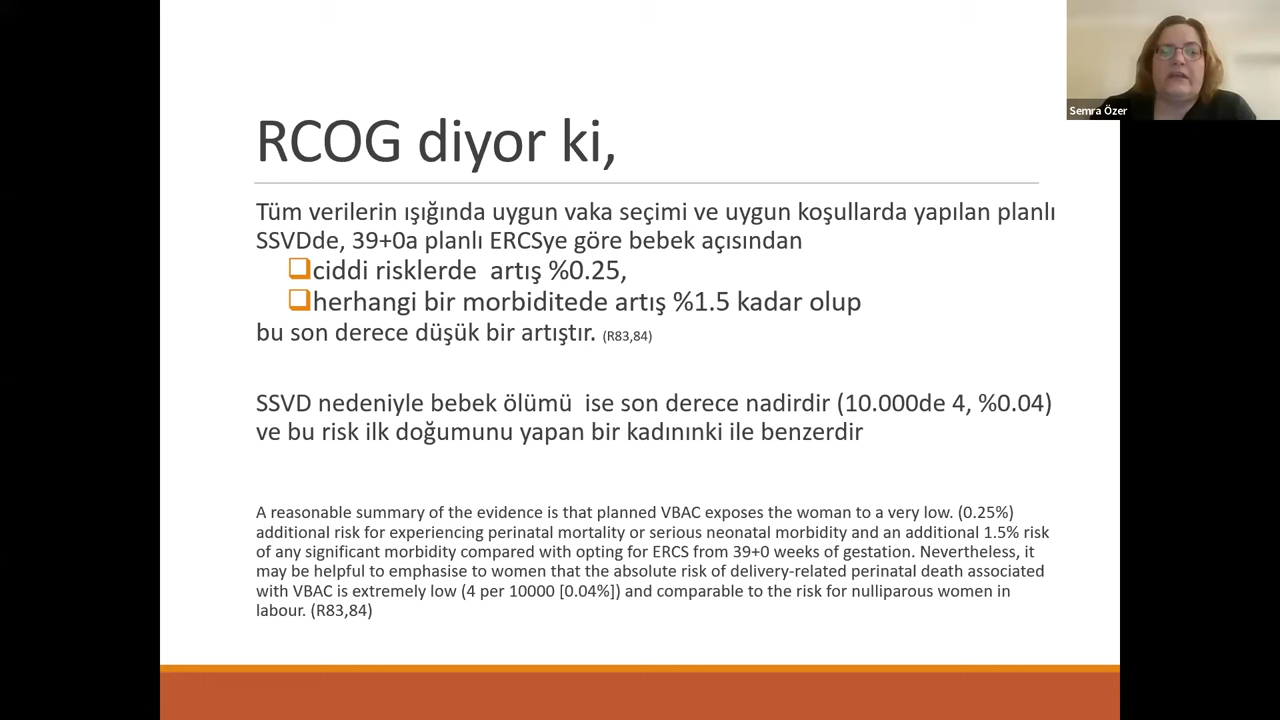 Semra Özer
RCOG diyor ki,
Tüm verilerin ışığında uygun vaka seçimi ve uygun koşullarda yapılan planlı
SSVDde, 39+0a planlı ERCSye göre bebek açısından
ciddi risklerde artış %0.25,
herhangi bir morbiditede artış %1.5 kadar olup
bu son derece düşük bir artıştır. (R83,84)
SSVD nedeniyle bebek ölümü ise son derece nadirdir (10.000de 4, %0.04)
ve bu risk ilk doğumunu yapan bir kadınınki ile benzerdir
A reasonable summary of the evidence is that planned VBAC exposes the woman to a very low. (0.25%)
additional risk for experiencing perinatal mortality or serious neonatal morbidity and an additional 1.5% risk
of any significant morbidity compared with opting for ERCS from 39+0 weeks of gestation. Nevertheless, it
may be helpful to emphasise to women that the absolute risk of delivery-related perinatal death associated
with VBAC is extremely low (4 per 10000 [0.04%]) and comparable to the risk for nulliparous women in
labour. (R83,84)